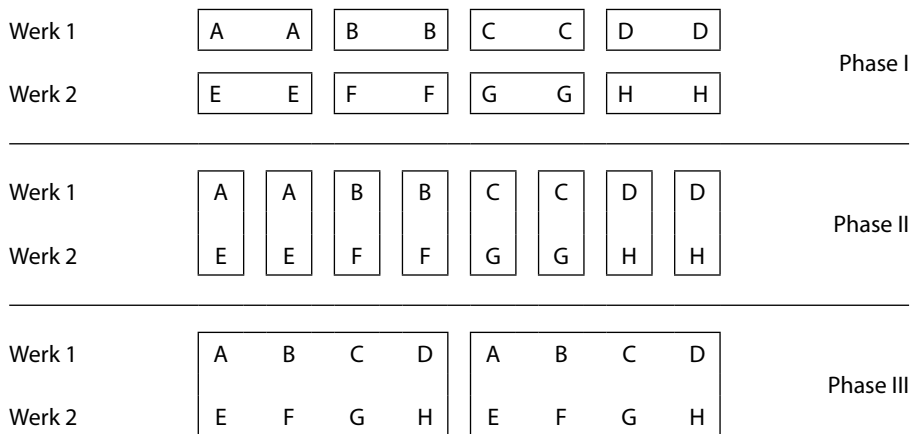 Werk 1 A A B B C C D D
Phase I
Werk 2 E E F F G G H H
Werk 1 A A B B C C D D
Phase II
Werk 2 E E F F G G H H
Werk 1 A B C D A B C D
Phase III
Werk 2 E F G H E F G H